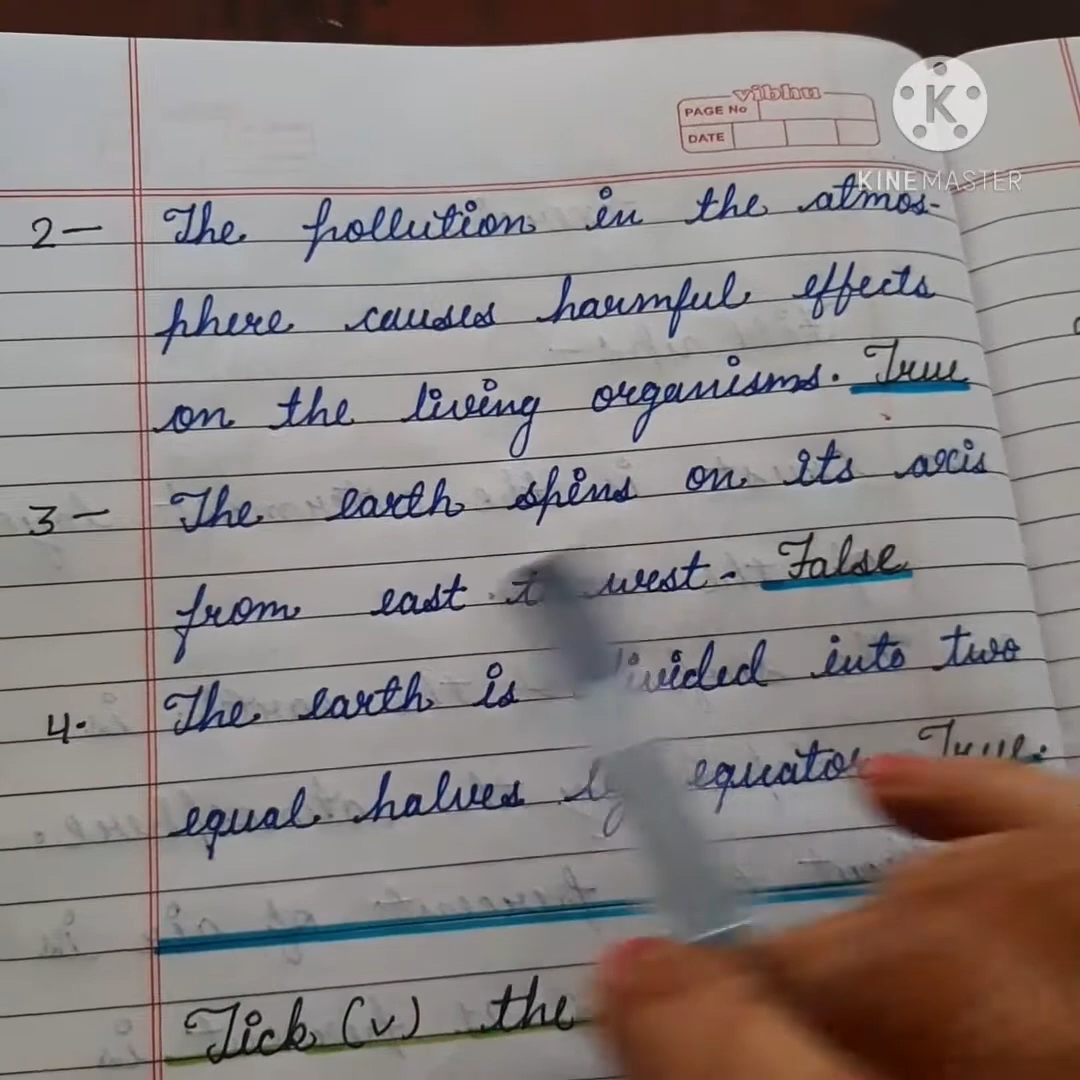 vibhu
PAGE No
DATE
K
KINEMASTER
2— The pollution in the atmos-
phere causes harmful effects
on the living organisms. True
3— The earth spins on its axis
from east to west. False
4. The earth is divided into two
equal halves by equator True.
Tick (v) the